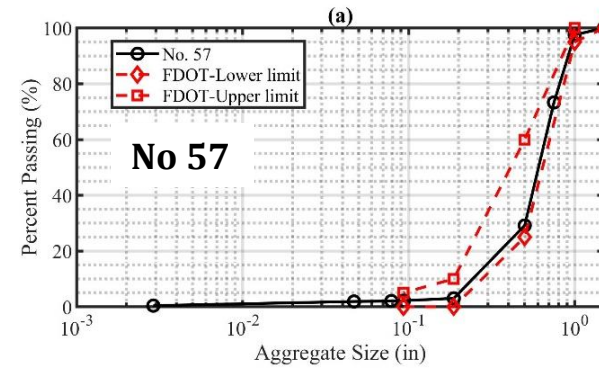 (a)
100
80
60
40
20
0
Percent Passing (%)
No. 57
FDOT-Lower limit
FDOT-Upper limit
No 57
10-3
10-2
10-1
100
Aggregate Size (in)